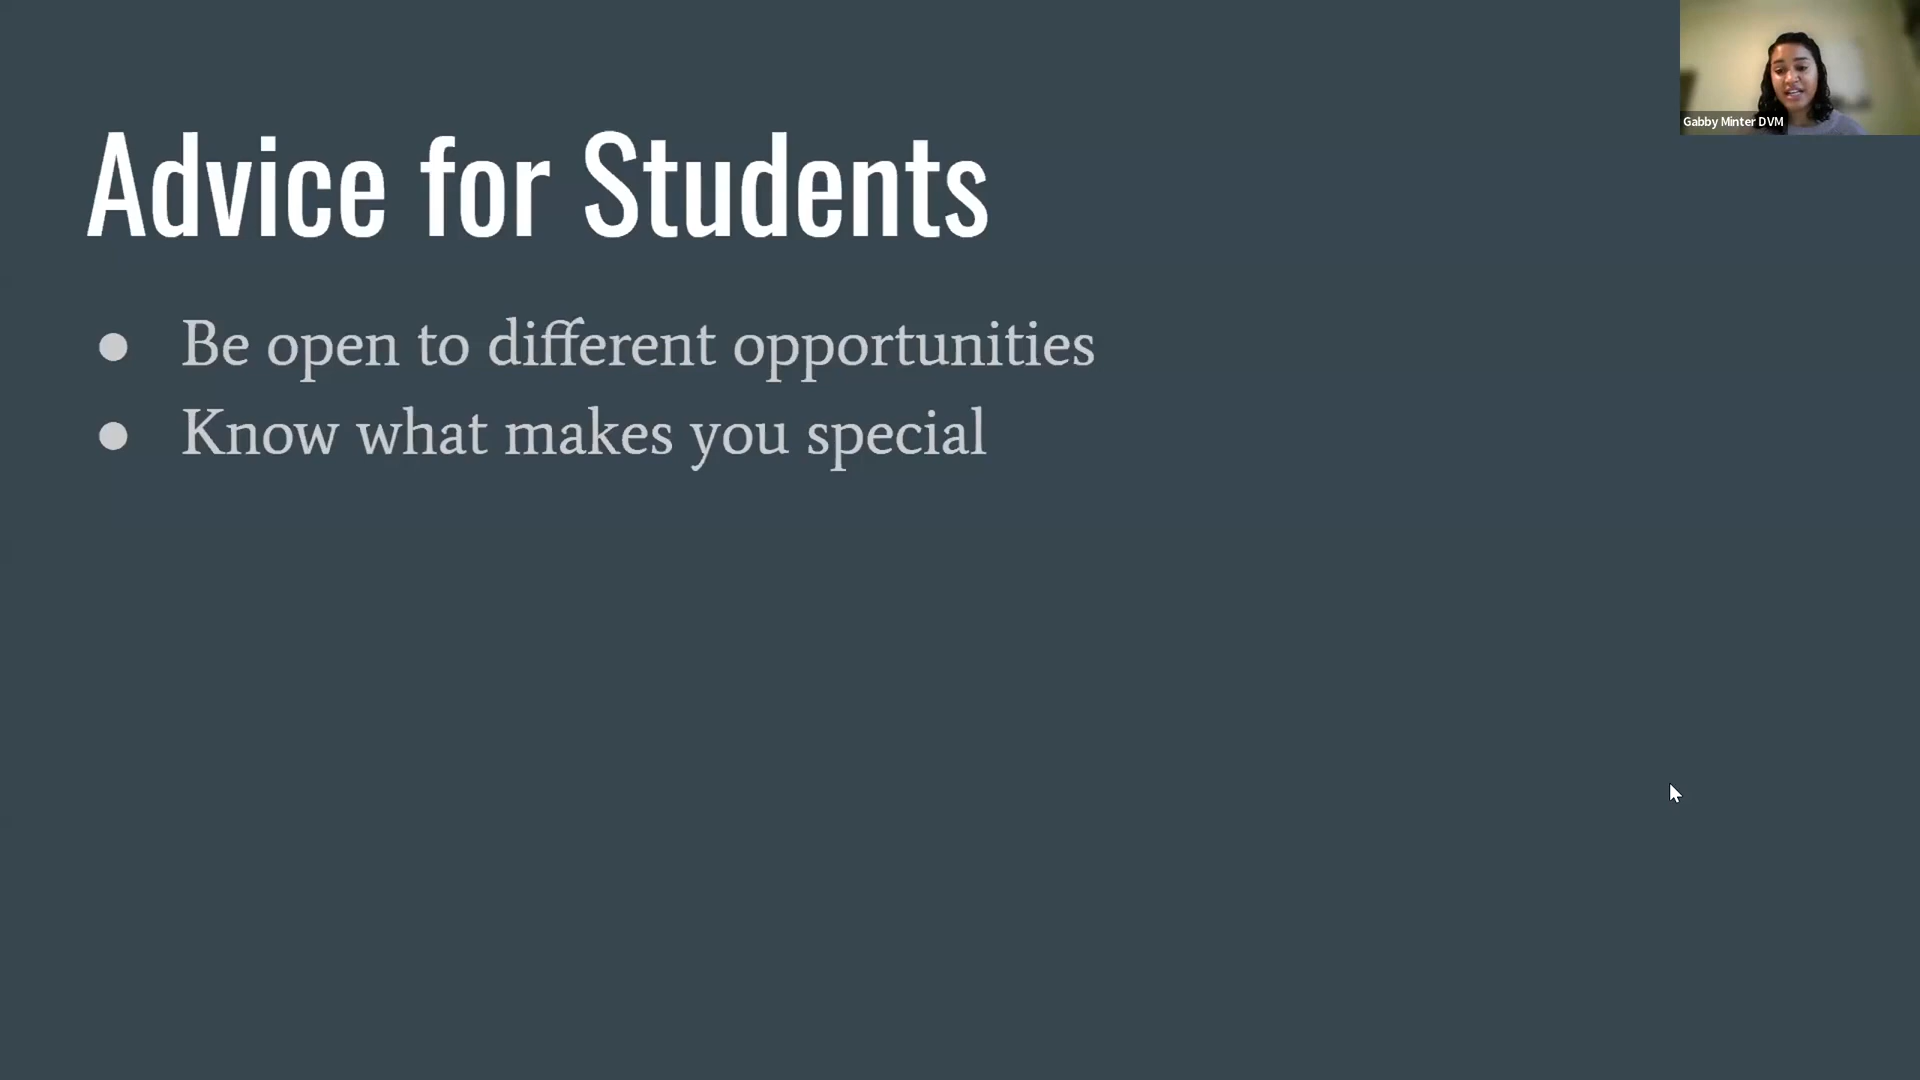 Advice for Students
● Be open to different opportunities
● Know what makes you special
Gabby Minter DVM